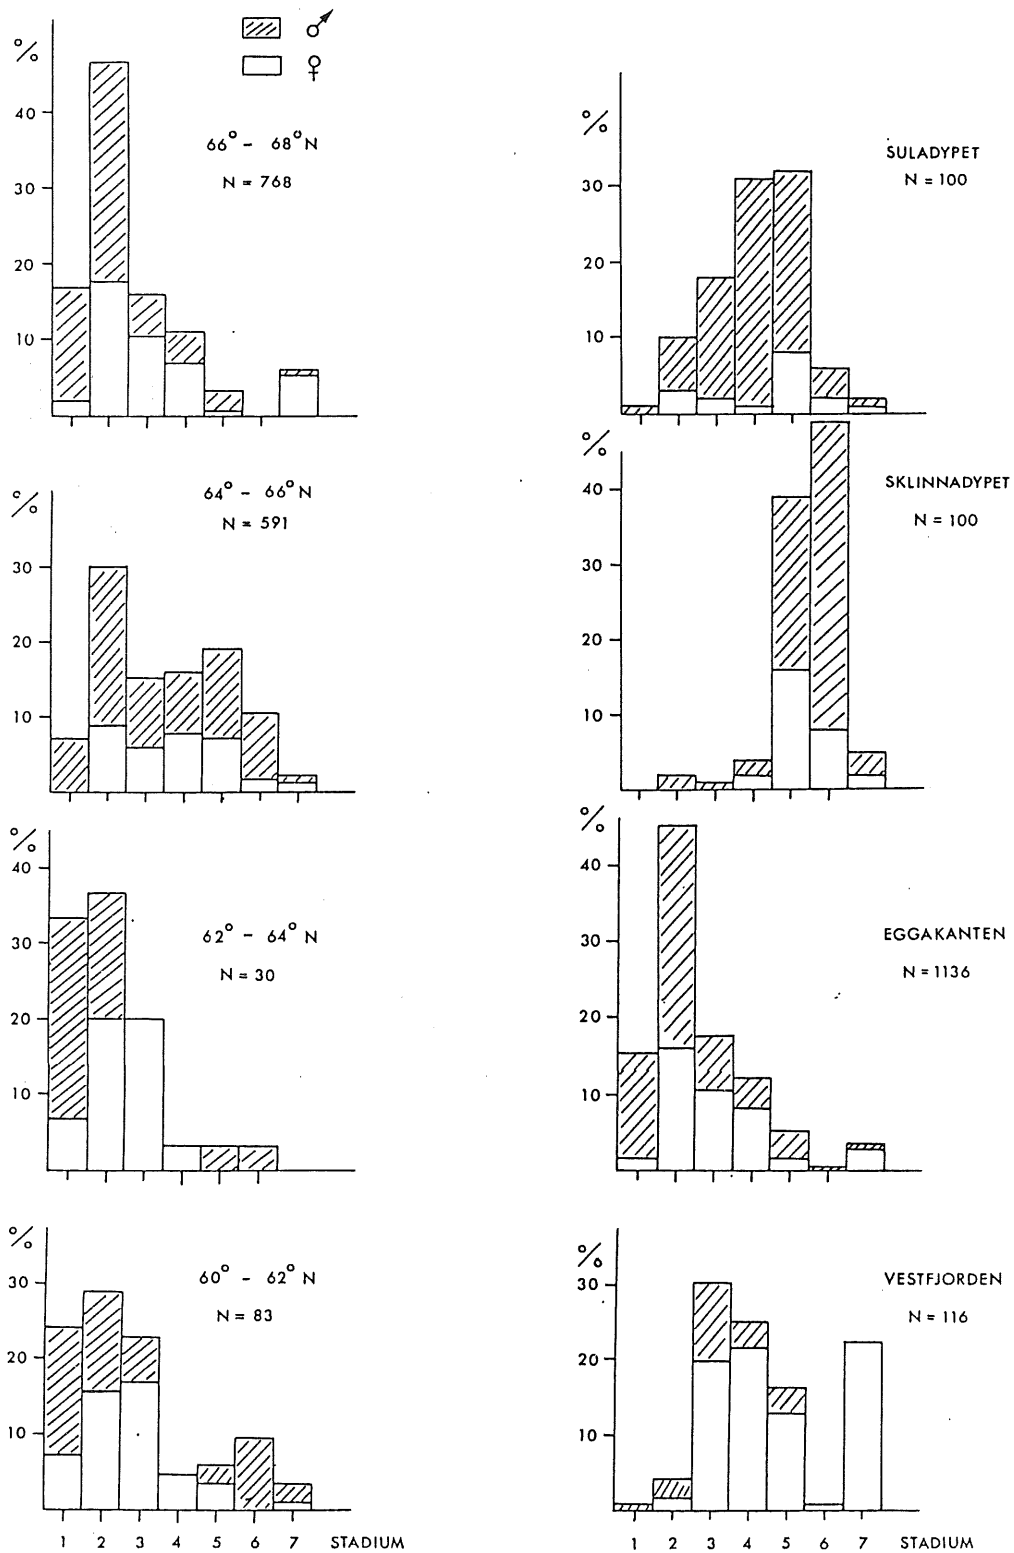 ♂
♀
%
40
30
20
10
66° - 68°N
N = 768
%
30
20
10
64° - 66°N
N = 591
%
40
30
20
10
62° - 64°N
N = 30
%
30
20
10
60° - 62°N
N = 83
1 2 3 4 5 6 7 STADIUM
%
30
20
10
SULADYPET
N = 100
%
40
30
20
10
SKLINNADYPET
N = 100
%
40
30
20
10
EGGAKANTEN
N = 1136
%
30
20
10
VESTFJORDEN
N = 116
1 2 3 4 5 6 7 STADIUM